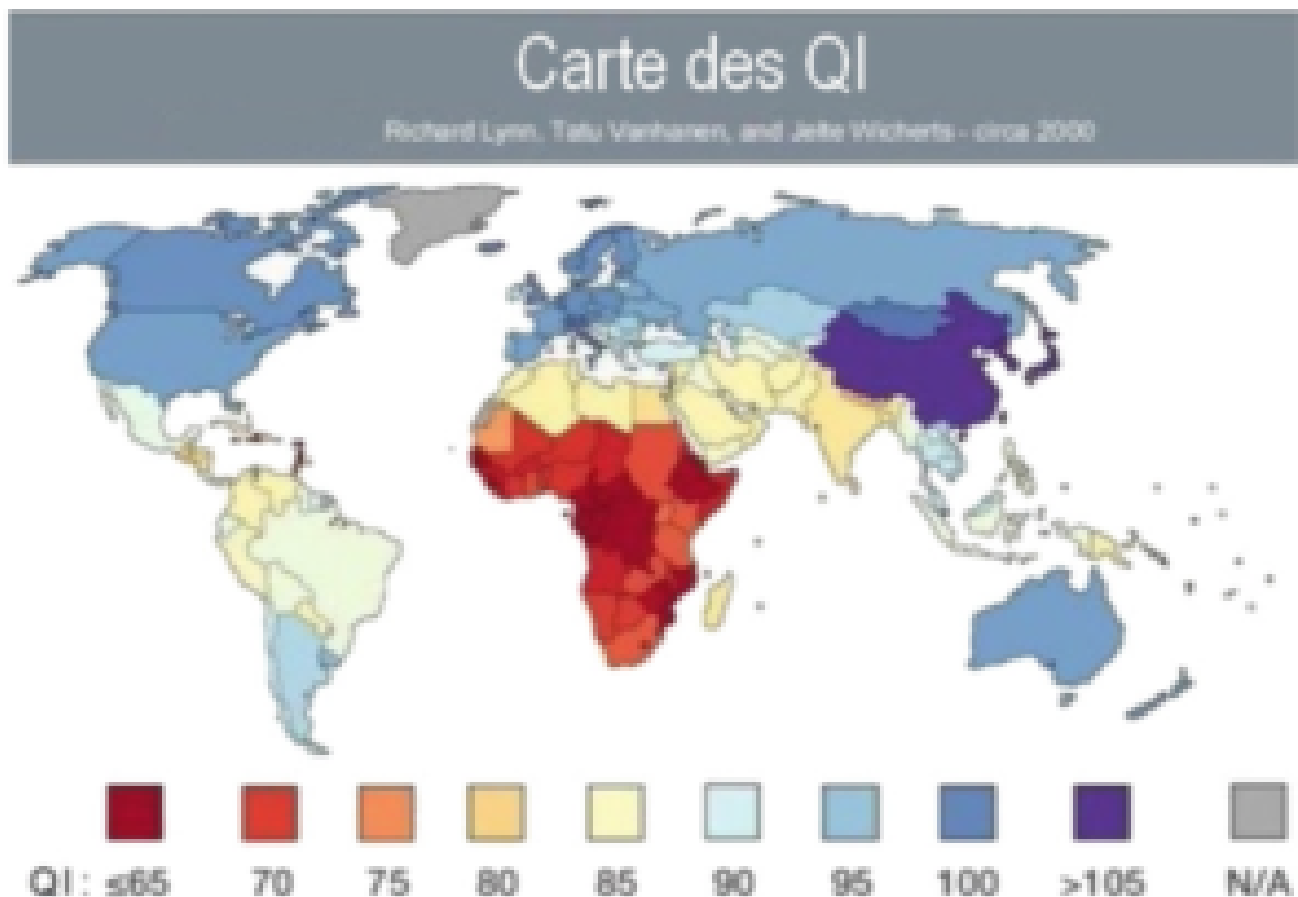 Carte des QI
Richard Lynn, Tatu Vanhanen, and Jelte Wicherts - circa 2000
QI: ≤65 70 75 80 85 90 95 100 >105 N/A